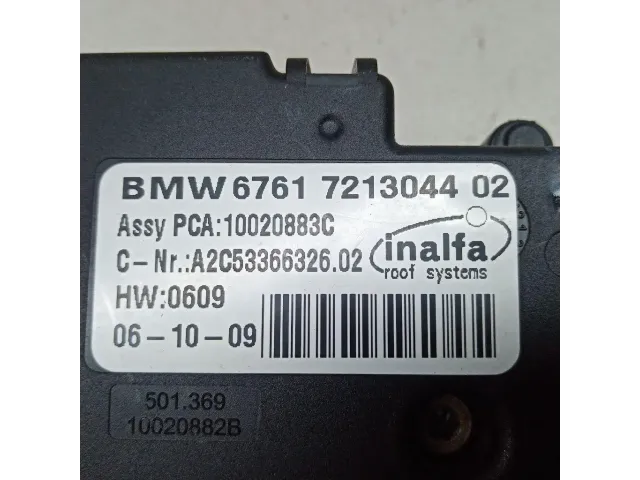 BMW 6761 7213044 02
Assy PCA:10020883C
C-Nr.:A2C53366326.02
inalfa
roof systems
HW:0609
06-10-09
501.369
10020882B